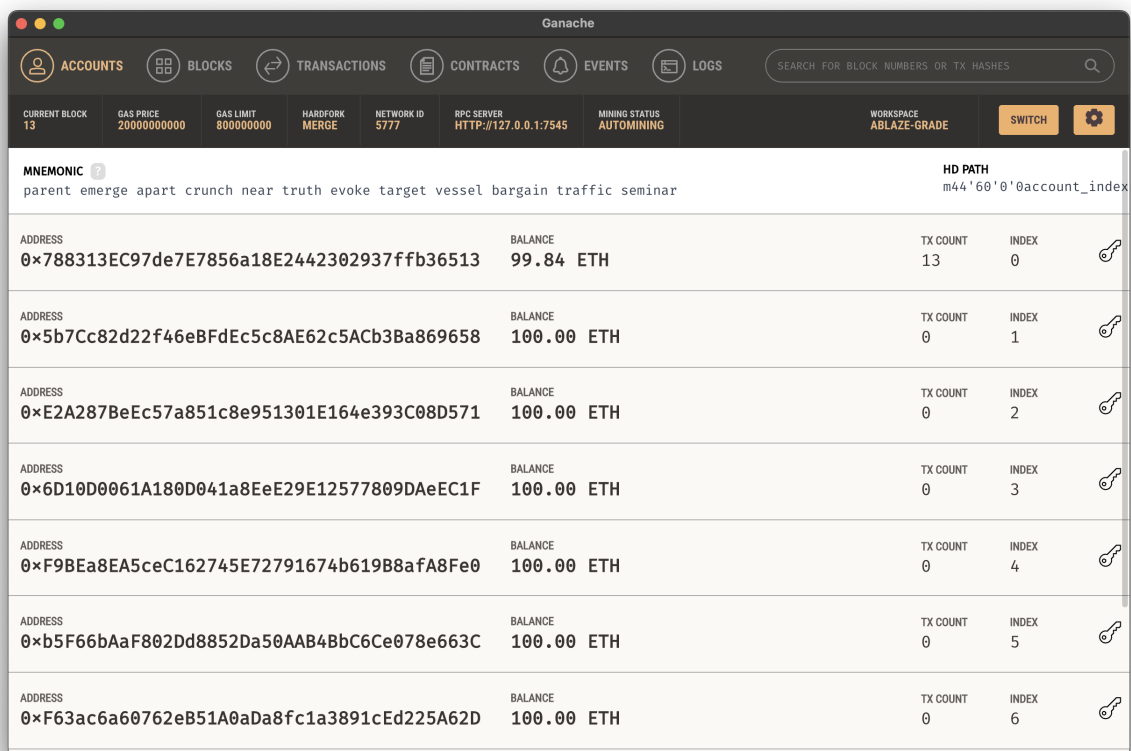 Ganache
ACCOUNTS BLOCKS TRANSACTIONS CONTRACTS EVENTS LOGS SEARCH FOR BLOCK NUMBERS OR TX HASHES
CURRENT BLOCK GAS PRICE GAS LIMIT HARDFORK NETWORK ID RPC SERVER MINING STATUS WORKSPACE
13 20000000000 800000000 MERGE 5777 HTTP://127.0.0.1:7545 AUTOMINING ABLAZE-GRADE SWITCH
MNEMONIC ? HD PATH
parent emerge apart crunch near truth evoke target vessel bargain traffic seminar m44'60'0'0account_index
ADDRESS BALANCE TX COUNT INDEX
0×788313EC97de7E7856a18E2442302937ffb36513 99.84 ETH 13 0
ADDRESS BALANCE TX COUNT INDEX
0×5b7Cc82d22f46eBFdEc5c8AE62c5ACb3Ba869658 100.00 ETH 0 1
ADDRESS BALANCE TX COUNT INDEX
0×E2A287BeEc57a851c8e951301E164e393C08D571 100.00 ETH 0 2
ADDRESS BALANCE TX COUNT INDEX
0×6D10D0061A180D041a8EeE29E12577809DAeEC1F 100.00 ETH 0 3
ADDRESS BALANCE TX COUNT INDEX
0×F9BEa8EA5ceC162745E72791674b619B8afA8Fe0 100.00 ETH 0 4
ADDRESS BALANCE TX COUNT INDEX
0×b5F66bAaF802Dd8852Da50AAB4BbC6Ce078e663C 100.00 ETH 0 5
ADDRESS BALANCE TX COUNT INDEX
0×F63ac6a60762eB51A0aDa8fc1a3891cEd225A62D 100.00 ETH 0 6